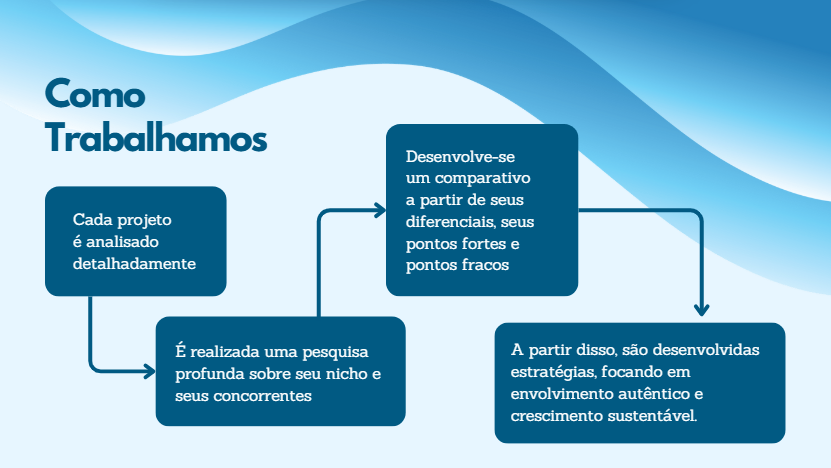 Como
Trabalhamos
Cada projeto
é analisado
detalhadamente
É realizada uma pesquisa
profunda sobre seu nicho e
seus concorrentes
Desenvolve-se
um comparativo
a partir de seus
diferenciais, seus
pontos fortes e
pontos fracos
A partir disso, são desenvolvidas
estratégias, focando em
envolvimento autêntico e
crescimento sustentável.